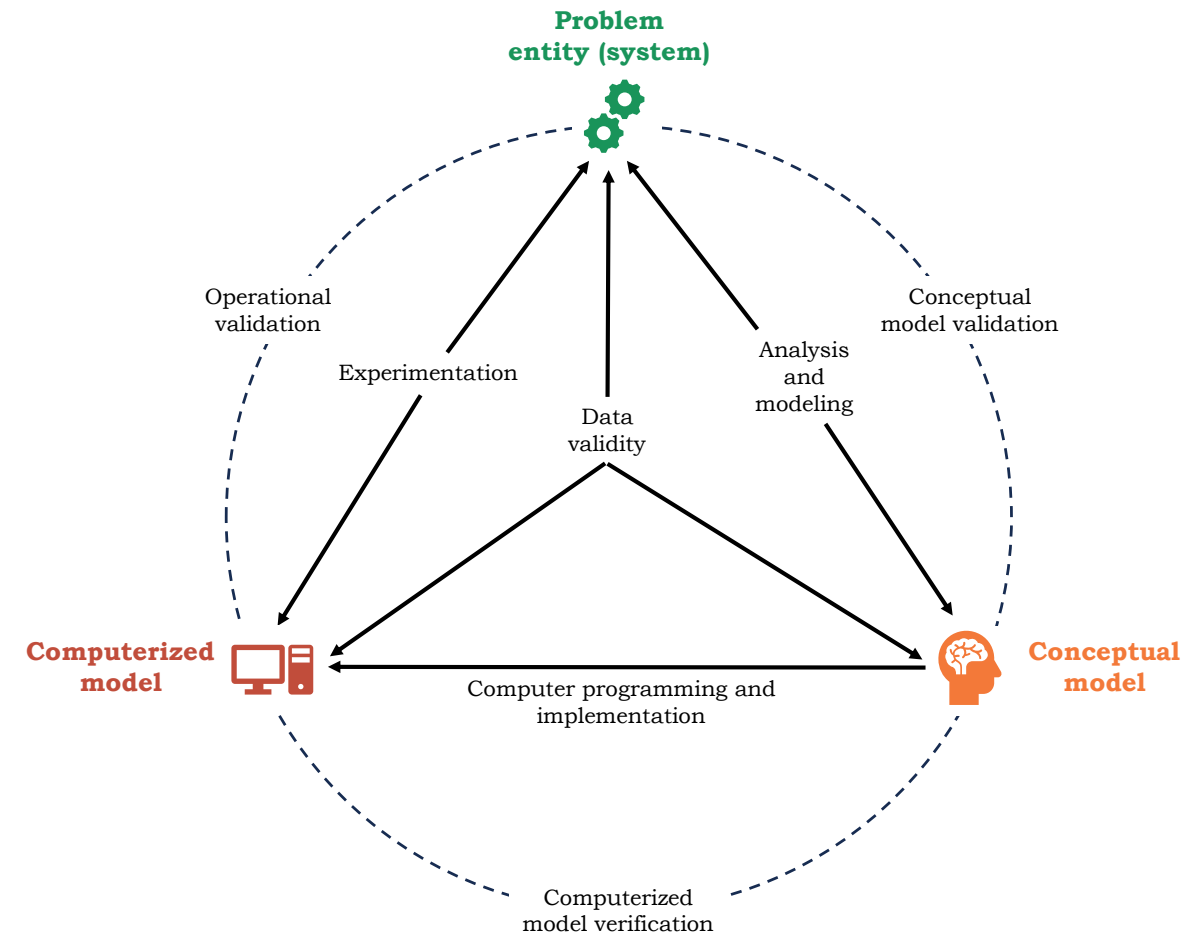 Problem
entity (system)
Operational
validation
Conceptual
model validation
Experimentation
Analysis
and
modeling
Data
validity
Computerized
model
Conceptual
model
Computer programming and
implementation
Computerized
model verification